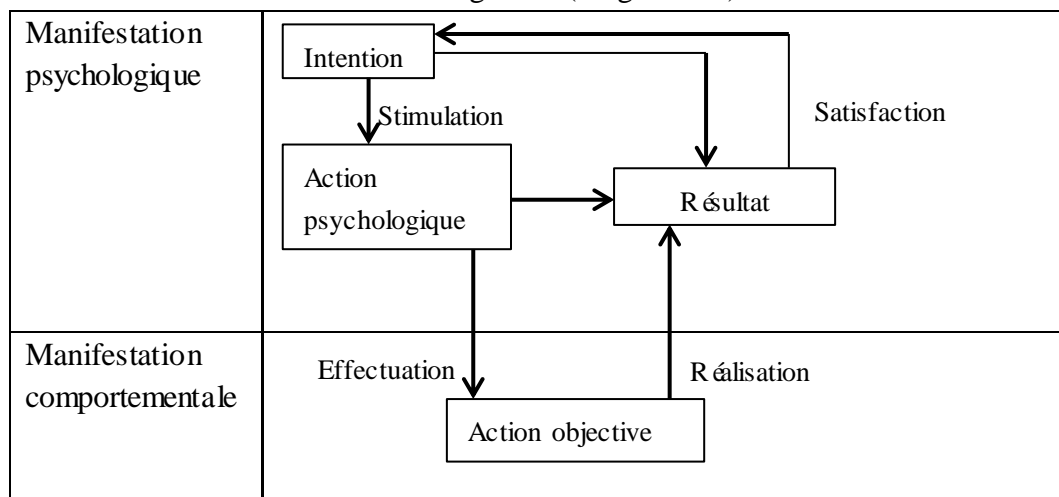 Manifestation
psychologique
Intention
Stimulation
Satisfaction
Action
psychologique
Résultat
Manifestation
comportementale
Effectuation
Réalisation
Action objective